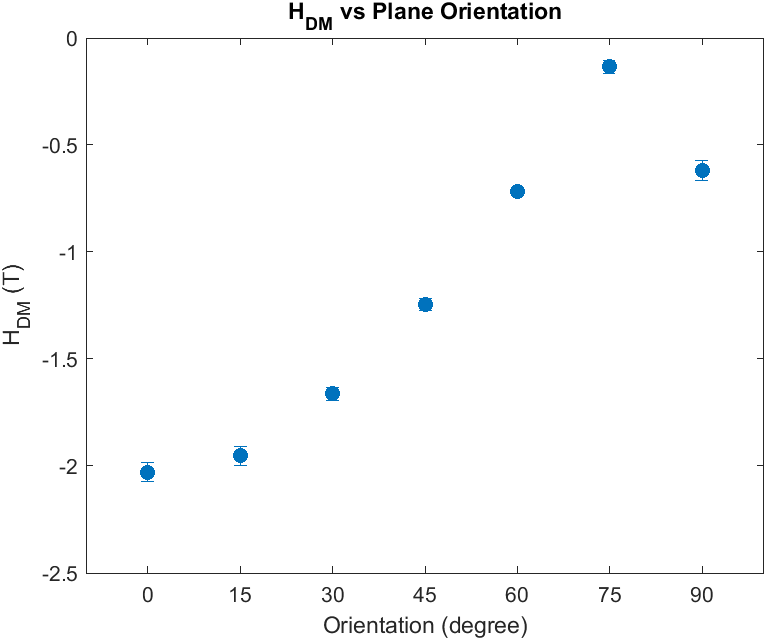 H_DM vs Plane Orientation
0
-0.5
-1
-1.5
-2
-2.5
H_DM (T)
0 15 30 45 60 75 90
Orientation (degree)